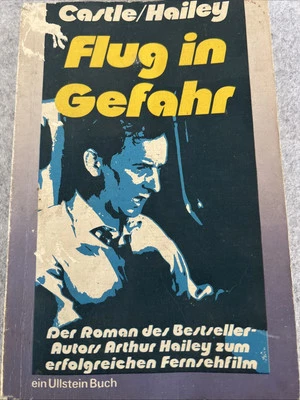 Castle/Hailey
Flug in
Gefahr
Der Roman des Bestseller-
Autors Arthur Hailey zum
erfolgreichen Fernsehfilm
ein Ullstein Buch